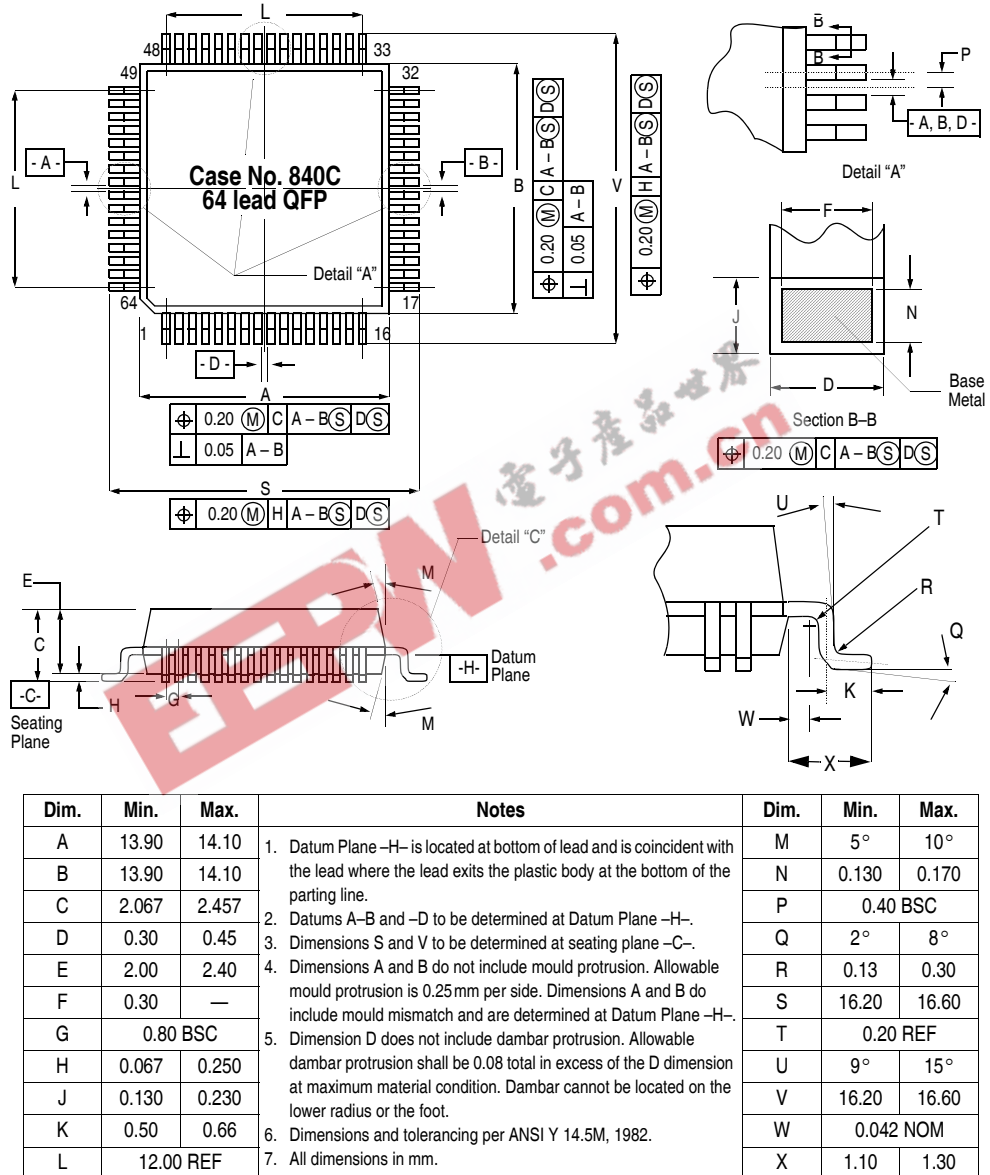 L
48
33
49
32
- A -
- B -
L
Case No. 840C
64 lead QFP
B
V
Detail “A”
64
17
1
16
- D -
A
⌖ 0.20 Ⓜ C A – B Ⓢ D Ⓢ
⊥ 0.05 A – B
S
⌖ 0.20 Ⓜ H A – B Ⓢ D Ⓢ
⌖ 0.20 Ⓜ C A – B Ⓢ D Ⓢ
⊥ 0.05 A – B
⌖ 0.20 Ⓜ H A – B Ⓢ D Ⓢ
B
B
P
- A, B, D -
Detail “A”
F
J
N
D
Base
Metal
Section B–B
⌖ 0.20 Ⓜ C A – B Ⓢ D Ⓢ
Detail “C”
E
M
C
-H- Datum
Plane
-C-
Seating
Plane
H
G
M
U
T
R
Q
K
W
X
EEPW
電子產品世界
.com.cn
Dim. Min. Max.
A 13.90 14.10
B 13.90 14.10
C 2.067 2.457
D 0.30 0.45
E 2.00 2.40
F 0.30 —
G 0.80 BSC
H 0.067 0.250
J 0.130 0.230
K 0.50 0.66
L 12.00 REF
Notes
1. Datum Plane –H– is located at bottom of lead and is coincident with
the lead where the lead exits the plastic body at the bottom of the
parting line.
2. Datums A–B and –D to be determined at Datum Plane –H–.
3. Dimensions S and V to be determined at seating plane –C–.
4. Dimensions A and B do not include mould protrusion. Allowable
mould protrusion is 0.25 mm per side. Dimensions A and B do
include mould mismatch and are determined at Datum Plane –H–.
5. Dimension D does not include dambar protrusion. Allowable
dambar protrusion shall be 0.08 total in excess of the D dimension
at maximum material condition. Dambar cannot be located on the
lower radius or the foot.
6. Dimensions and tolerancing per ANSI Y 14.5M, 1982.
7. All dimensions in mm.
Dim. Min. Max.
M 5° 10°
N 0.130 0.170
P 0.40 BSC
Q 2° 8°
R 0.13 0.30
S 16.20 16.60
T 0.20 REF
U 9° 15°
V 16.20 16.60
W 0.042 NOM
X 1.10 1.30